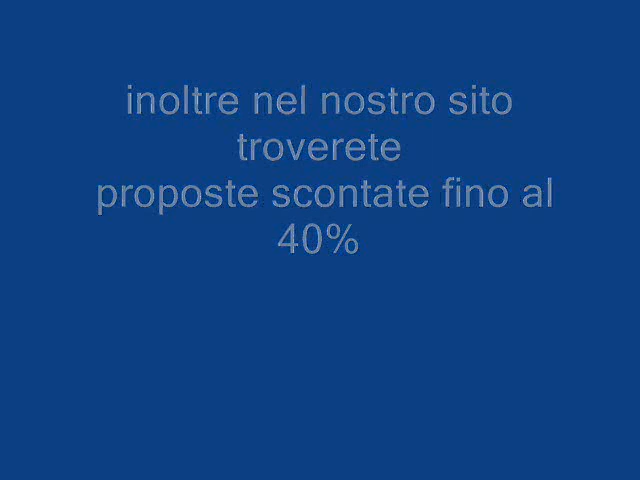 inoltre nel nostro sito
troverete
proposte scontate fino al
40%